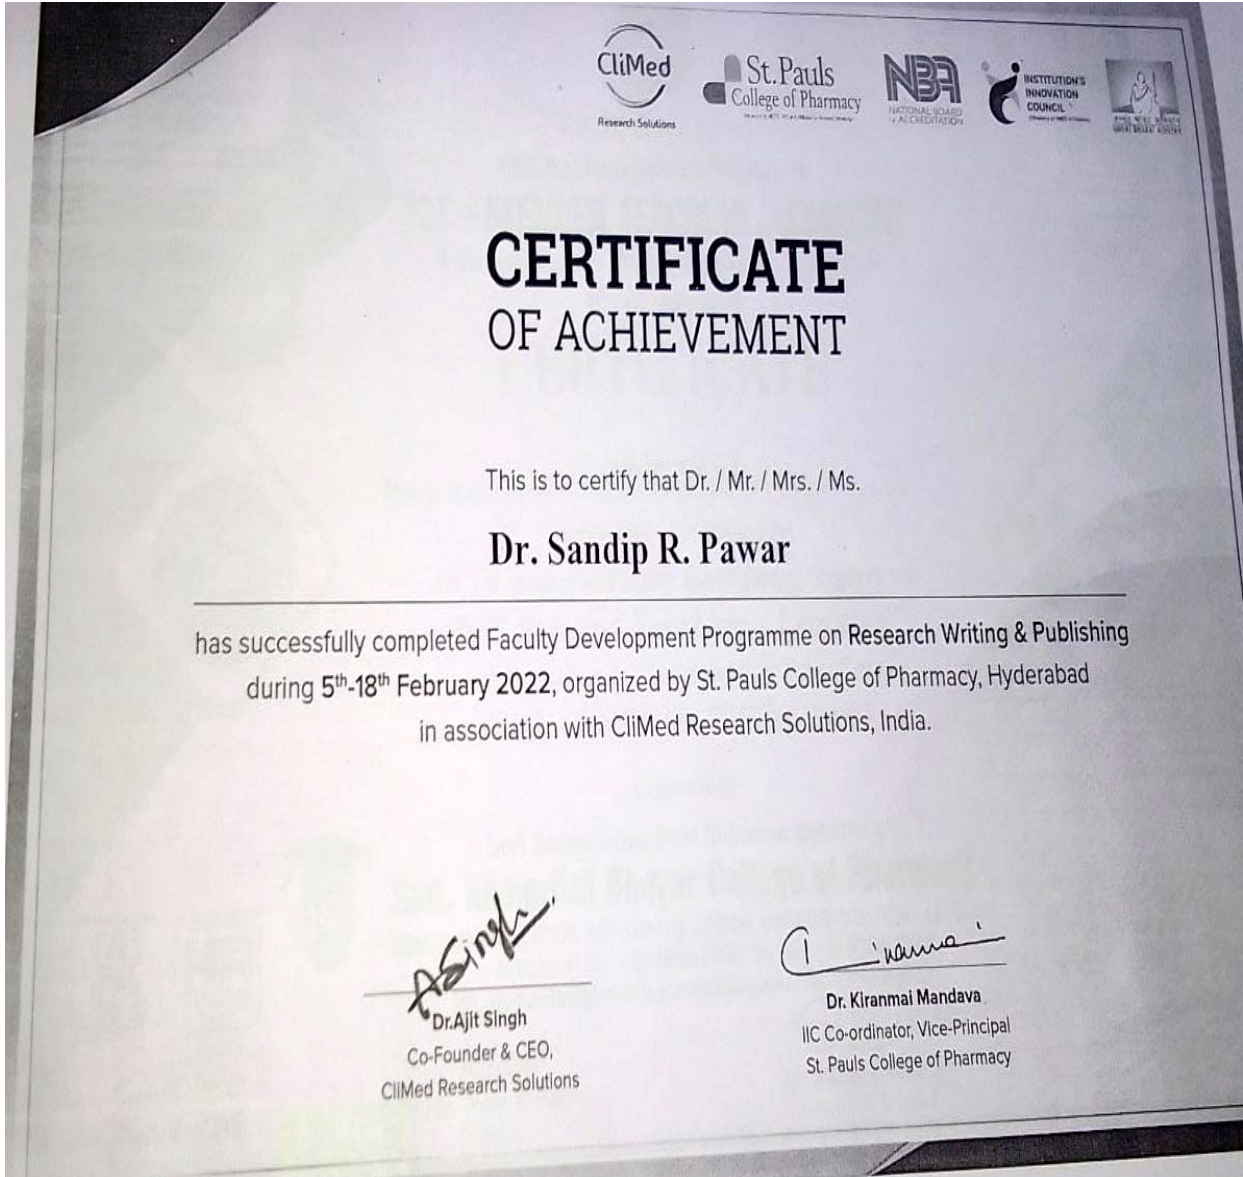 CliMed
Research Solutions
St.Pauls
College of Pharmacy
NBA
NATIONAL BOARD
of ACCREDITATION
INSTITUTION'S
INNOVATION
COUNCIL
CERTIFICATE
OF ACHIEVEMENT
This is to certify that Dr. / Mr. / Mrs. / Ms.
Dr. Sandip R. Pawar
has successfully completed Faculty Development Programme on Research Writing & Publishing
during 5th-18th February 2022, organized by St. Pauls College of Pharmacy, Hyderabad
in association with CliMed Research Solutions, India.
ASingh
Dr.Ajit Singh
Co-Founder & CEO,
CliMed Research Solutions
Dr. Kiranmai Mandava
IIC Co-ordinator, Vice-Principal
St. Pauls College of Pharmacy